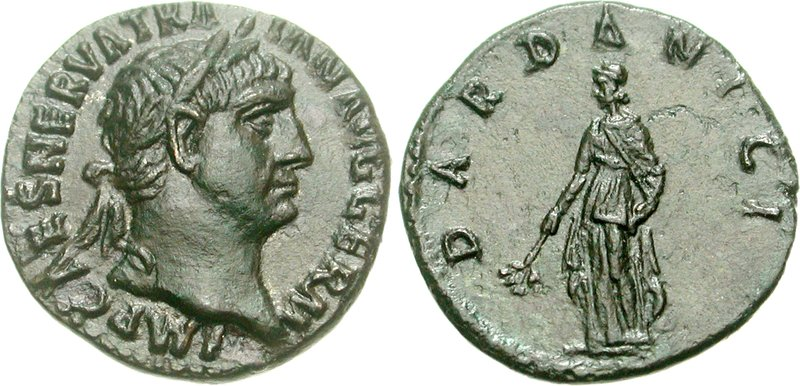 IMP CAES NERVA TRAIAN AVG GERM
DARDANICI